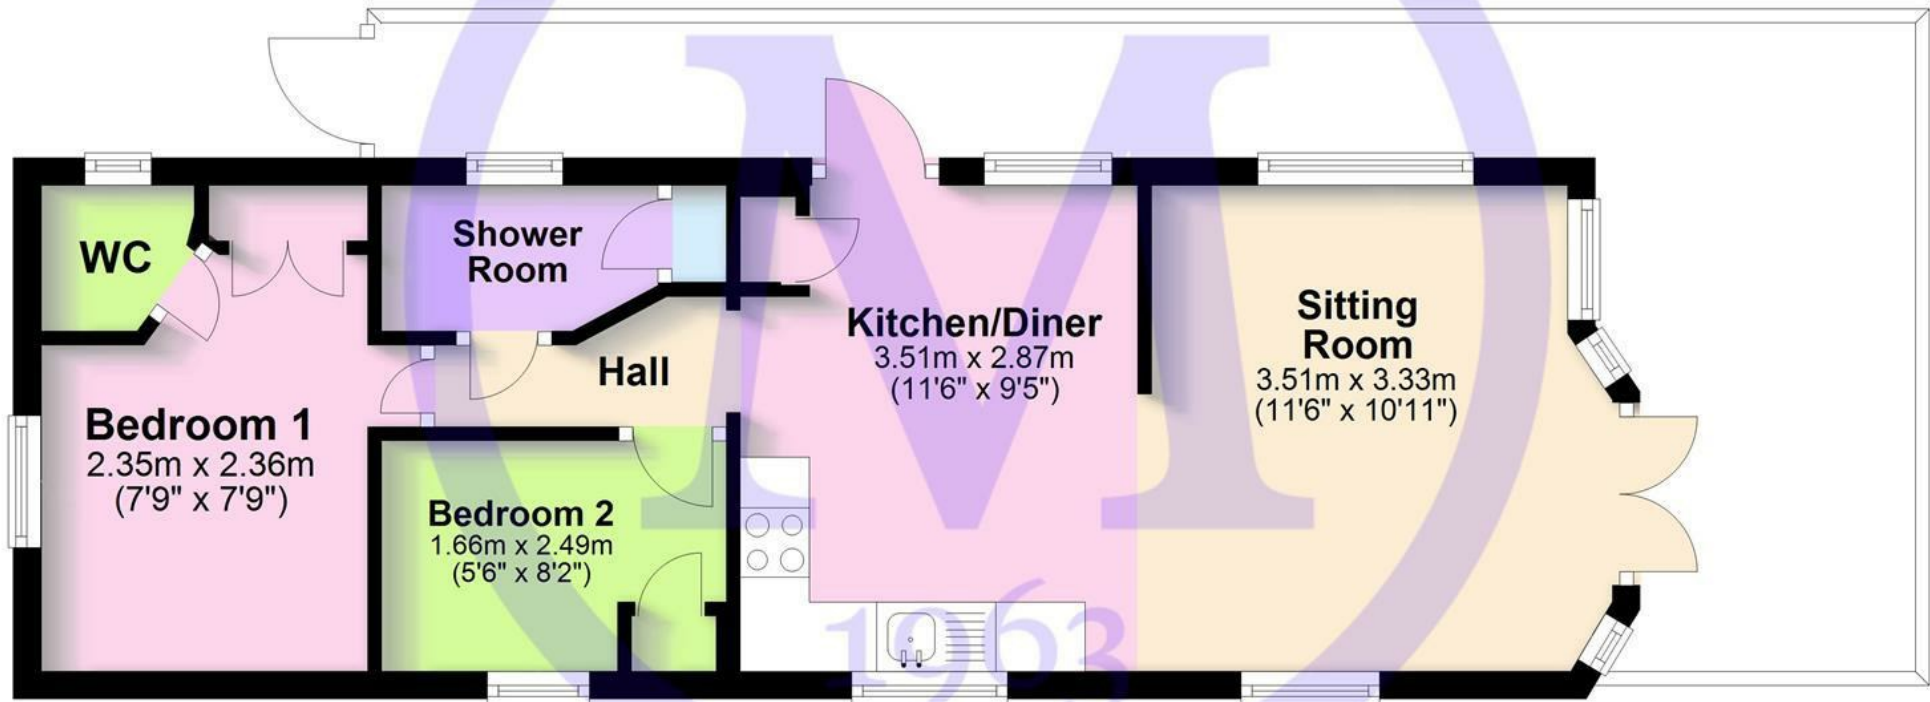 WC
Shower
Room
Kitchen/Diner
3.51m x 2.87m
(11'6" x 9'5")
Sitting
Room
3.51m x 3.33m
(11'6" x 10'11")
Hall
Bedroom 1
2.35m x 2.36m
(7'9" x 7'9")
Bedroom 2
1.66m x 2.49m
(5'6" x 8'2")
M
1963